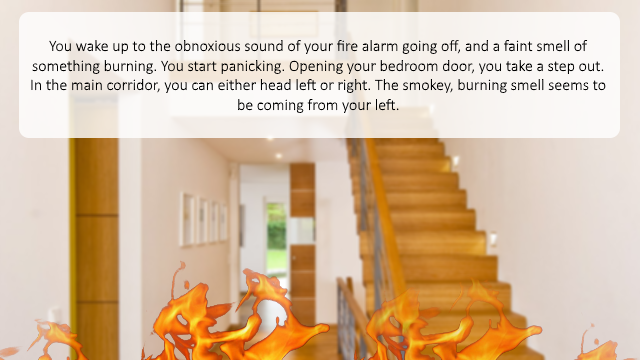 You wake up to the obnoxious sound of your fire alarm going off, and a faint smell of
something burning. You start panicking. Opening your bedroom door, you take a step out.
In the main corridor, you can either head left or right. The smokey, burning smell seems to
be coming from your left.